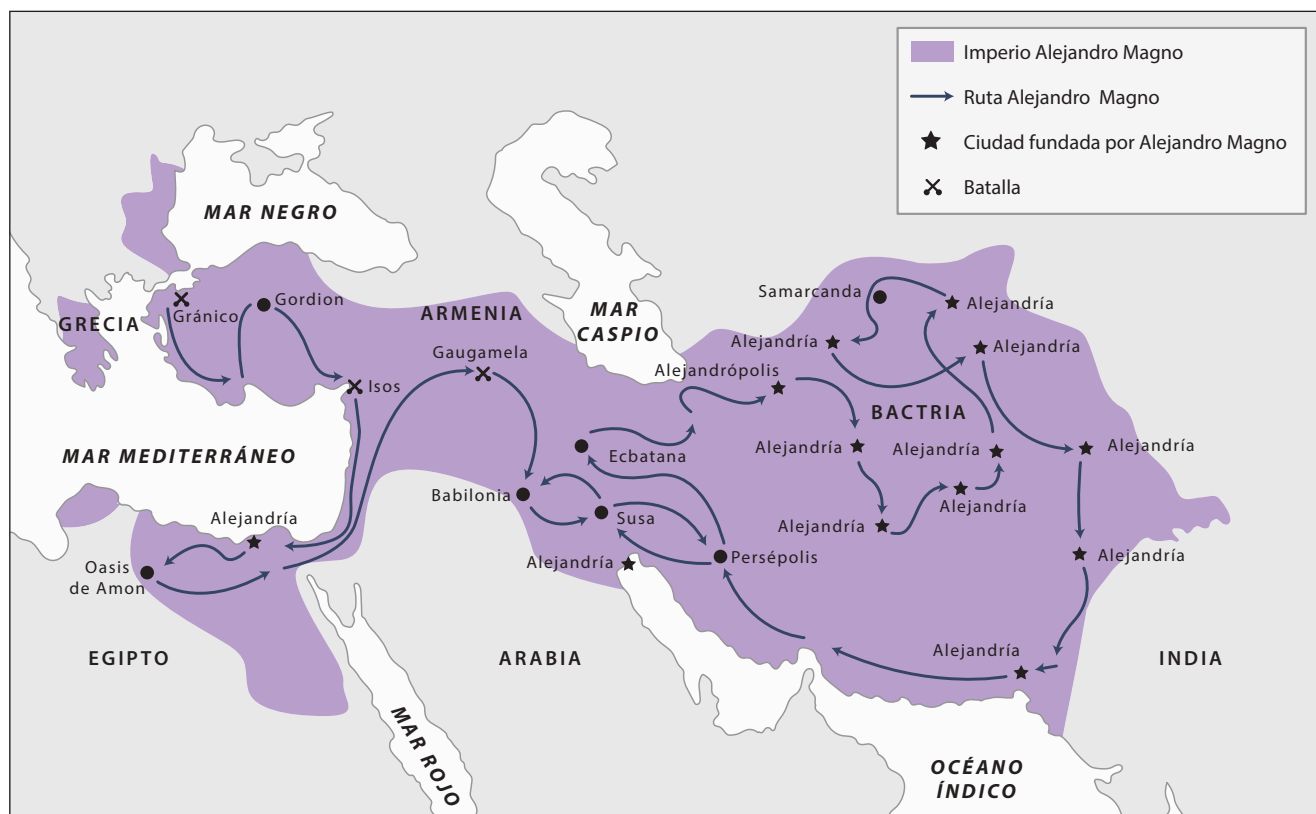 Imperio Alejandro Magno
Ruta Alejandro Magno
Ciudad fundada por Alejandro Magno
Batalla
MAR NEGRO
Gordion
Gránico
GRECIA
ARMENIA
MAR
CASPIO
Samarcanda
Alejandría
Alejandría
Alejandría
Gaugamela
Isos
Alejandrópolis
BACTRIA
MAR MEDITERRÁNEO
Ecbatana
Alejandría
Alejandría
Alejandría
Babilonia
Susa
Alejandría
Alejandría
Alejandría
Oasis
de Amon
Alejandría
Persépolis
Alejandría
EGIPTO
ARABIA
Alejandría
INDIA
MAR ROJO
OCÉANO
ÍNDICO